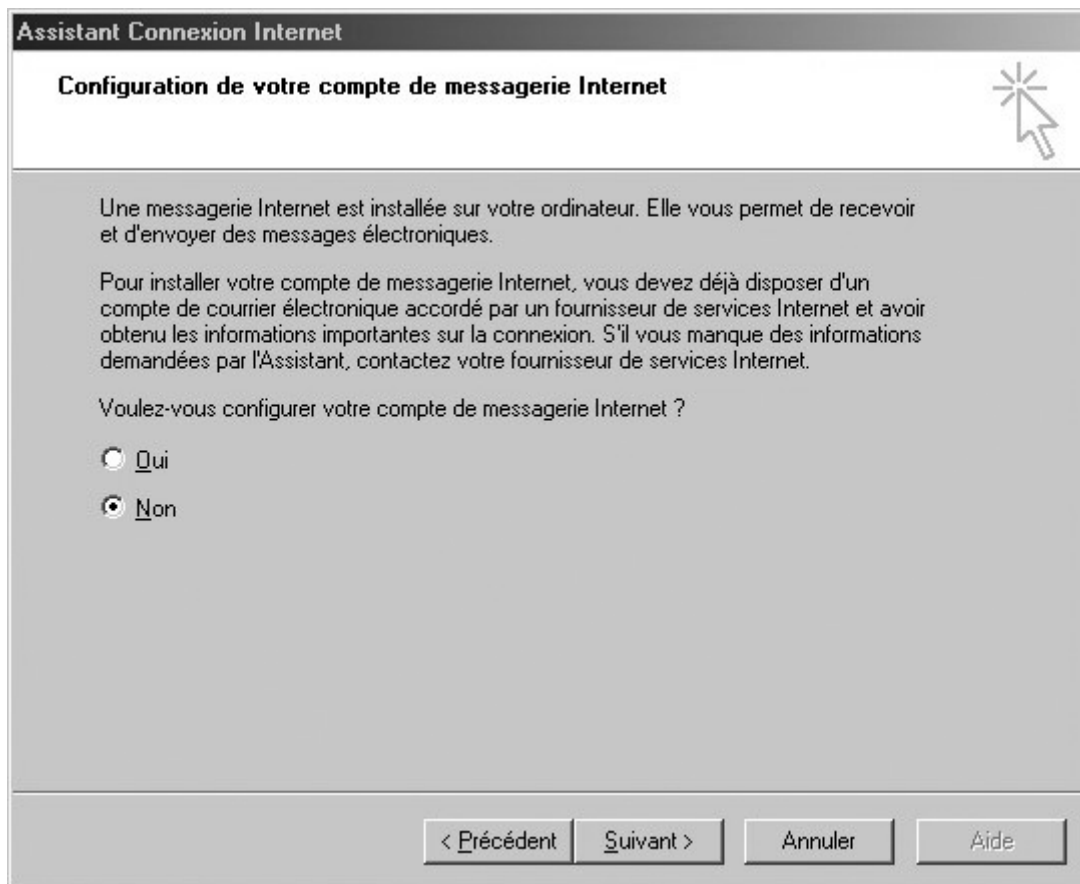 Assistant Connexion Internet
Configuration de votre compte de messagerie Internet
Une messagerie Internet est installée sur votre ordinateur. Elle vous permet de recevoir
et d'envoyer des messages électroniques.
Pour installer votre compte de messagerie Internet, vous devez déjà disposer d'un
compte de courrier électronique accordé par un fournisseur de services Internet et avoir
obtenu les informations importantes sur la connexion. S'il vous manque des informations
demandées par l'Assistant, contactez votre fournisseur de services Internet.
Voulez-vous configurer votre compte de messagerie Internet ?
Oui
Non
< Précédent Suivant > Annuler Aide